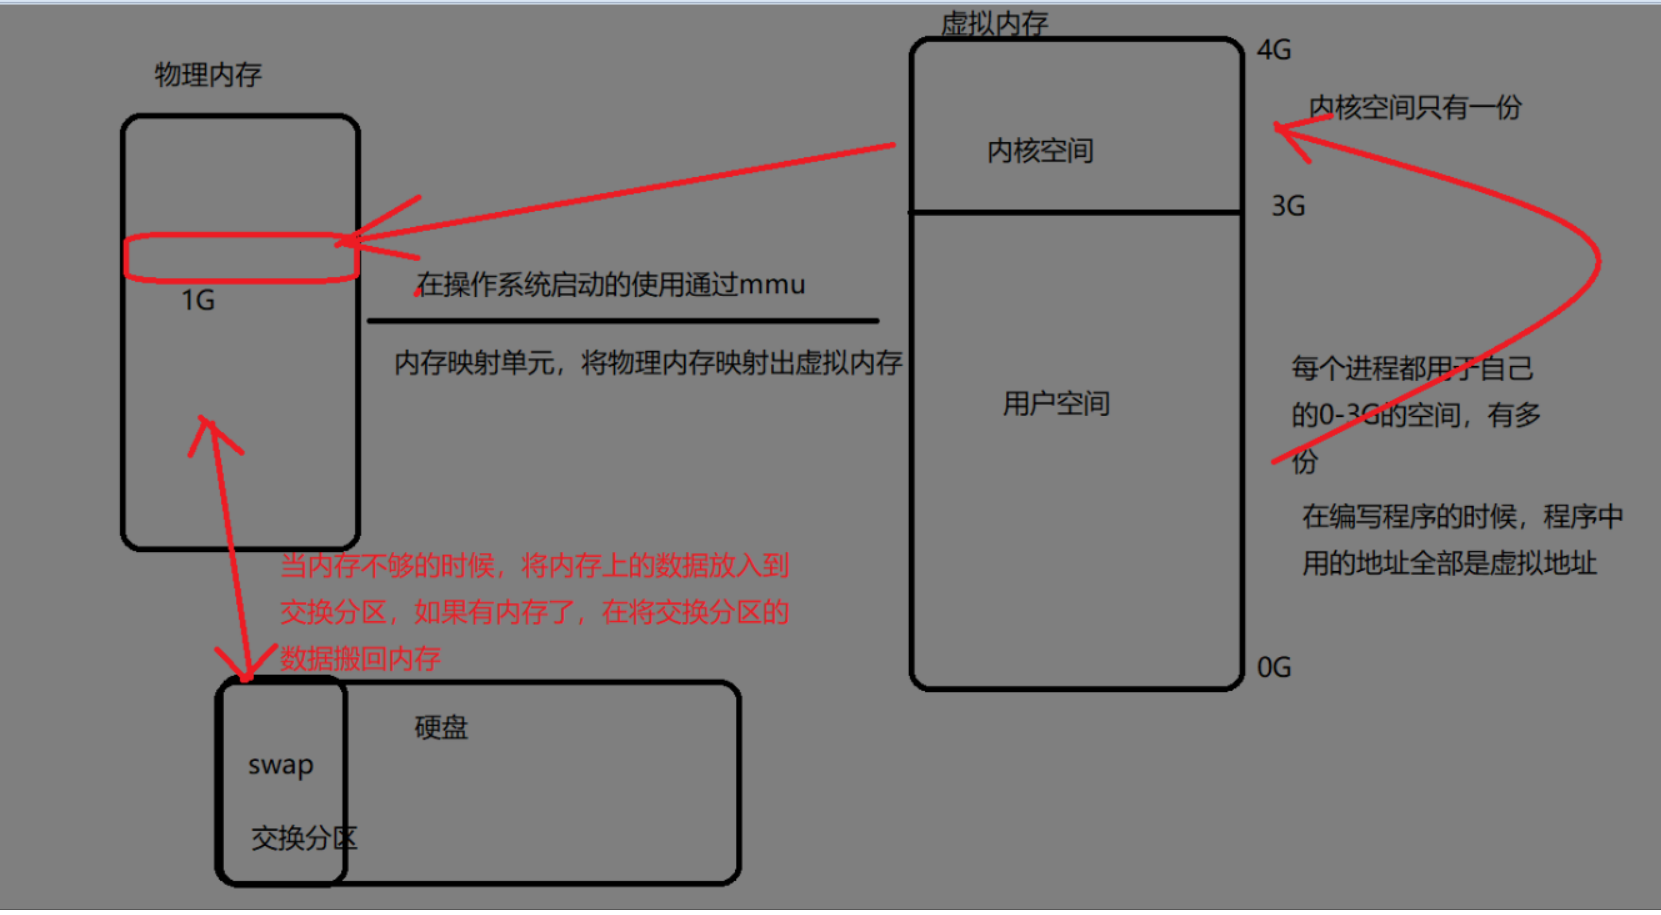 虚拟内存
4G
物理内存
内核空间只有一份
内核空间
3G
在操作系统启动的使用通过mmu
1G
内存映射单元，将物理内存映射出虚拟内存
每个进程都用于自己
的0-3G的空间，有多
份
用户空间
在编写程序的时候，程序中
用的地址全部是虚拟地址
当内存不够的时候，将内存上的数据放入到
交换分区，如果有内存了，在将交换分区的
数据搬回内存
0G
硬盘
swap
交换分区